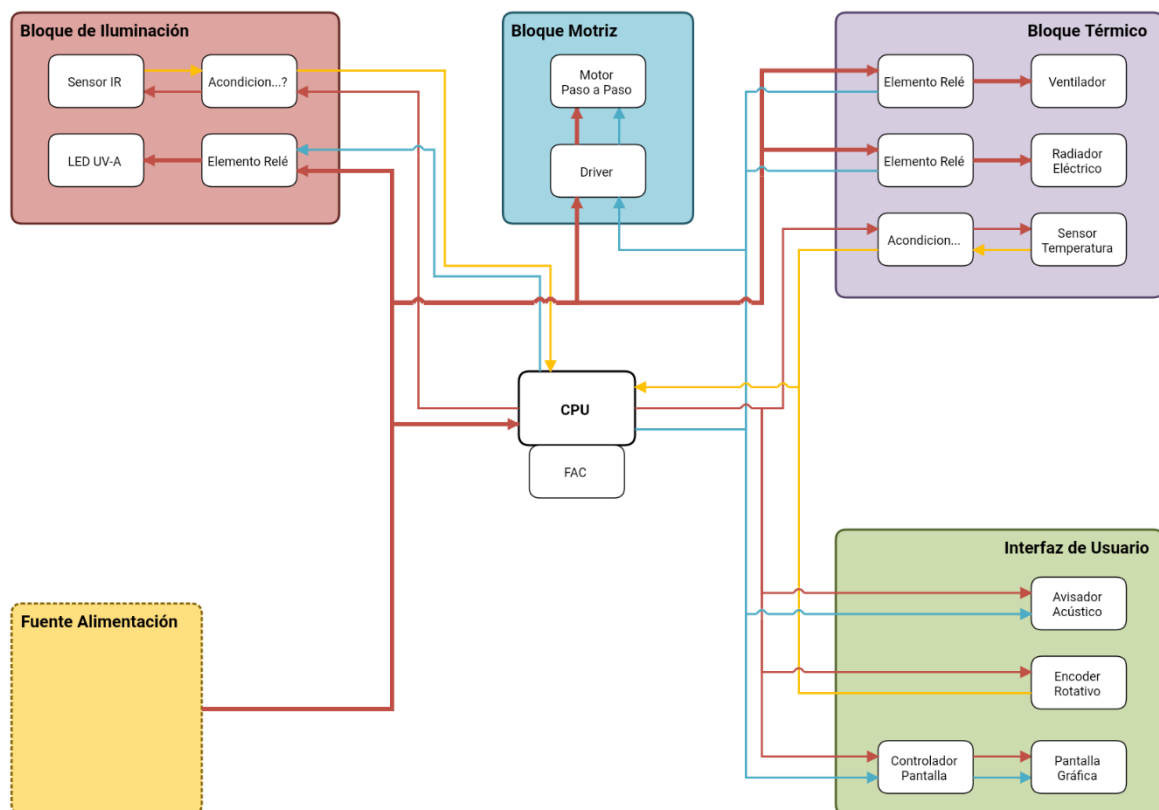 Bloque de Iluminación
Sensor IR
Acondicion...?
LED UV-A
Elemento Relé
Bloque Motriz
Motor
Paso a Paso
Driver
Bloque Térmico
Elemento Relé
Ventilador
Elemento Relé
Radiador
Eléctrico
Acondicion...
Sensor
Temperatura
CPU
FAC
Fuente Alimentación
Interfaz de Usuario
Avisador
Acústico
Encoder
Rotativo
Controlador
Pantalla
Pantalla
Gráfica